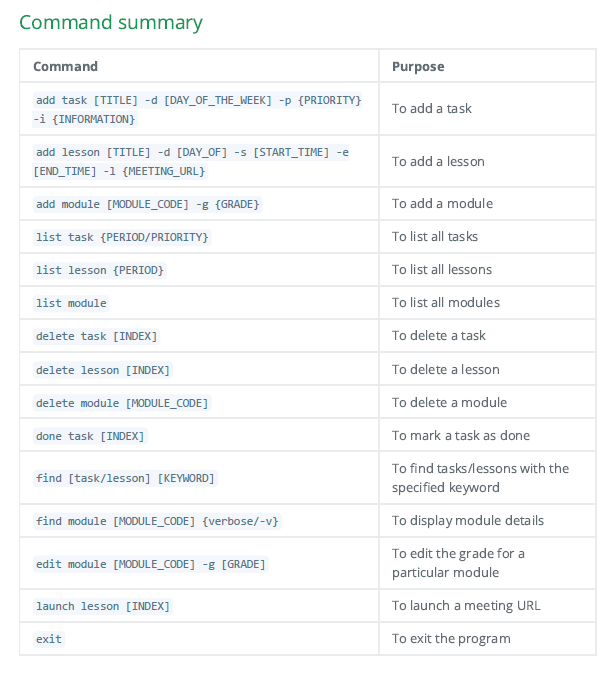 Command summary
Command Purpose
add task [TITLE] -d [DAY_OF_THE_WEEK] -p {PRIORITY}
-i {INFORMATION}
To add a task
add lesson [TITLE] -d [DAY_OF] -s [START_TIME] -e
[END_TIME] -l {MEETING_URL}
To add a lesson
add module [MODULE_CODE] -g {GRADE} To add a module
list task {PERIOD/PRIORITY} To list all tasks
list lesson {PERIOD} To list all lessons
list module To list all modules
delete task [INDEX] To delete a task
delete lesson [INDEX] To delete a lesson
delete module [MODULE_CODE] To delete a module
done task [INDEX] To mark a task as done
find [task/lesson] [KEYWORD]
To find tasks/lessons with the
specified keyword
find module [MODULE_CODE] {verbose/-v} To display module details
edit module [MODULE_CODE] -g [GRADE]
To edit the grade for a
particular module
launch lesson [INDEX] To launch a meeting URL
exit To exit the program